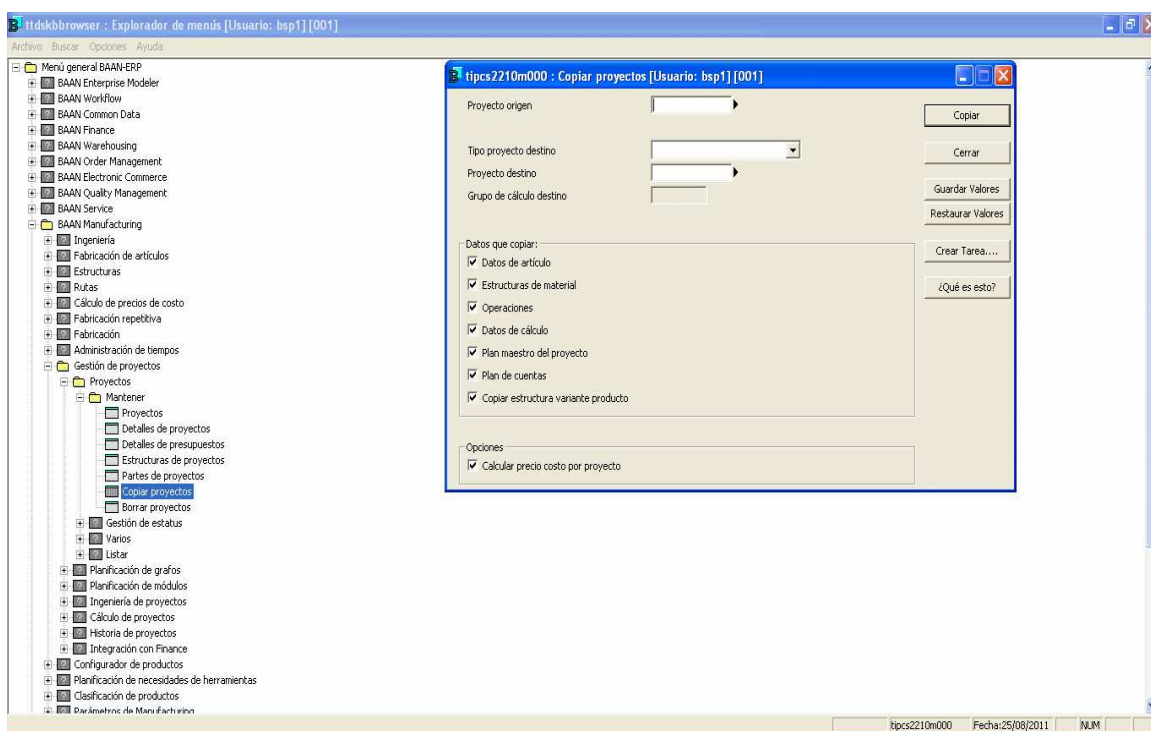 ttdskbbrowser : Explorador de menús [Usuario: bsp1] [001]
Archivo Buscar Opciones Ayuda
Menú general BAAN-ERP
BAAN Enterprise Modeler
BAAN Workflow
BAAN Common Data
BAAN Finance
BAAN Warehousing
BAAN Order Management
BAAN Electronic Commerce
BAAN Quality Management
BAAN Service
BAAN Manufacturing
Ingeniería
Fabricación de artículos
Estructuras
Rutas
Cálculo de precios de costo
Fabricación repetitiva
Fabricación
Administración de tiempos
Gestión de proyectos
Proyectos
Mantener
Proyectos
Detalles de proyectos
Detalles de presupuestos
Estructuras de proyectos
Partes de proyectos
Copiar proyectos
Borrar proyectos
Gestión de estatus
Varios
Listar
Planificación de grafos
Planificación de módulos
Ingeniería de proyectos
Cálculo de proyectos
Historia de proyectos
Integración con Finance
Configurador de productos
Planificación de necesidades de herramientas
Clasificación de productos
Parámetros de Manufacturing
tipcs2210m000 : Copiar proyectos [Usuario: bsp1] [001]
Proyecto origen
Tipo proyecto destino
Proyecto destino
Grupo de cálculo destino
Copiar
Cerrar
Guardar Valores
Restaurar Valores
Crear Tarea....
¿Qué es esto?
Datos que copiar:
Datos de artículo
Estructuras de material
Operaciones
Datos de cálculo
Plan maestro del proyecto
Plan de cuentas
Copiar estructura variante producto
Opciones
Calcular precio costo por proyecto
tipcs2210m000 Fecha:25/08/2011 NUM